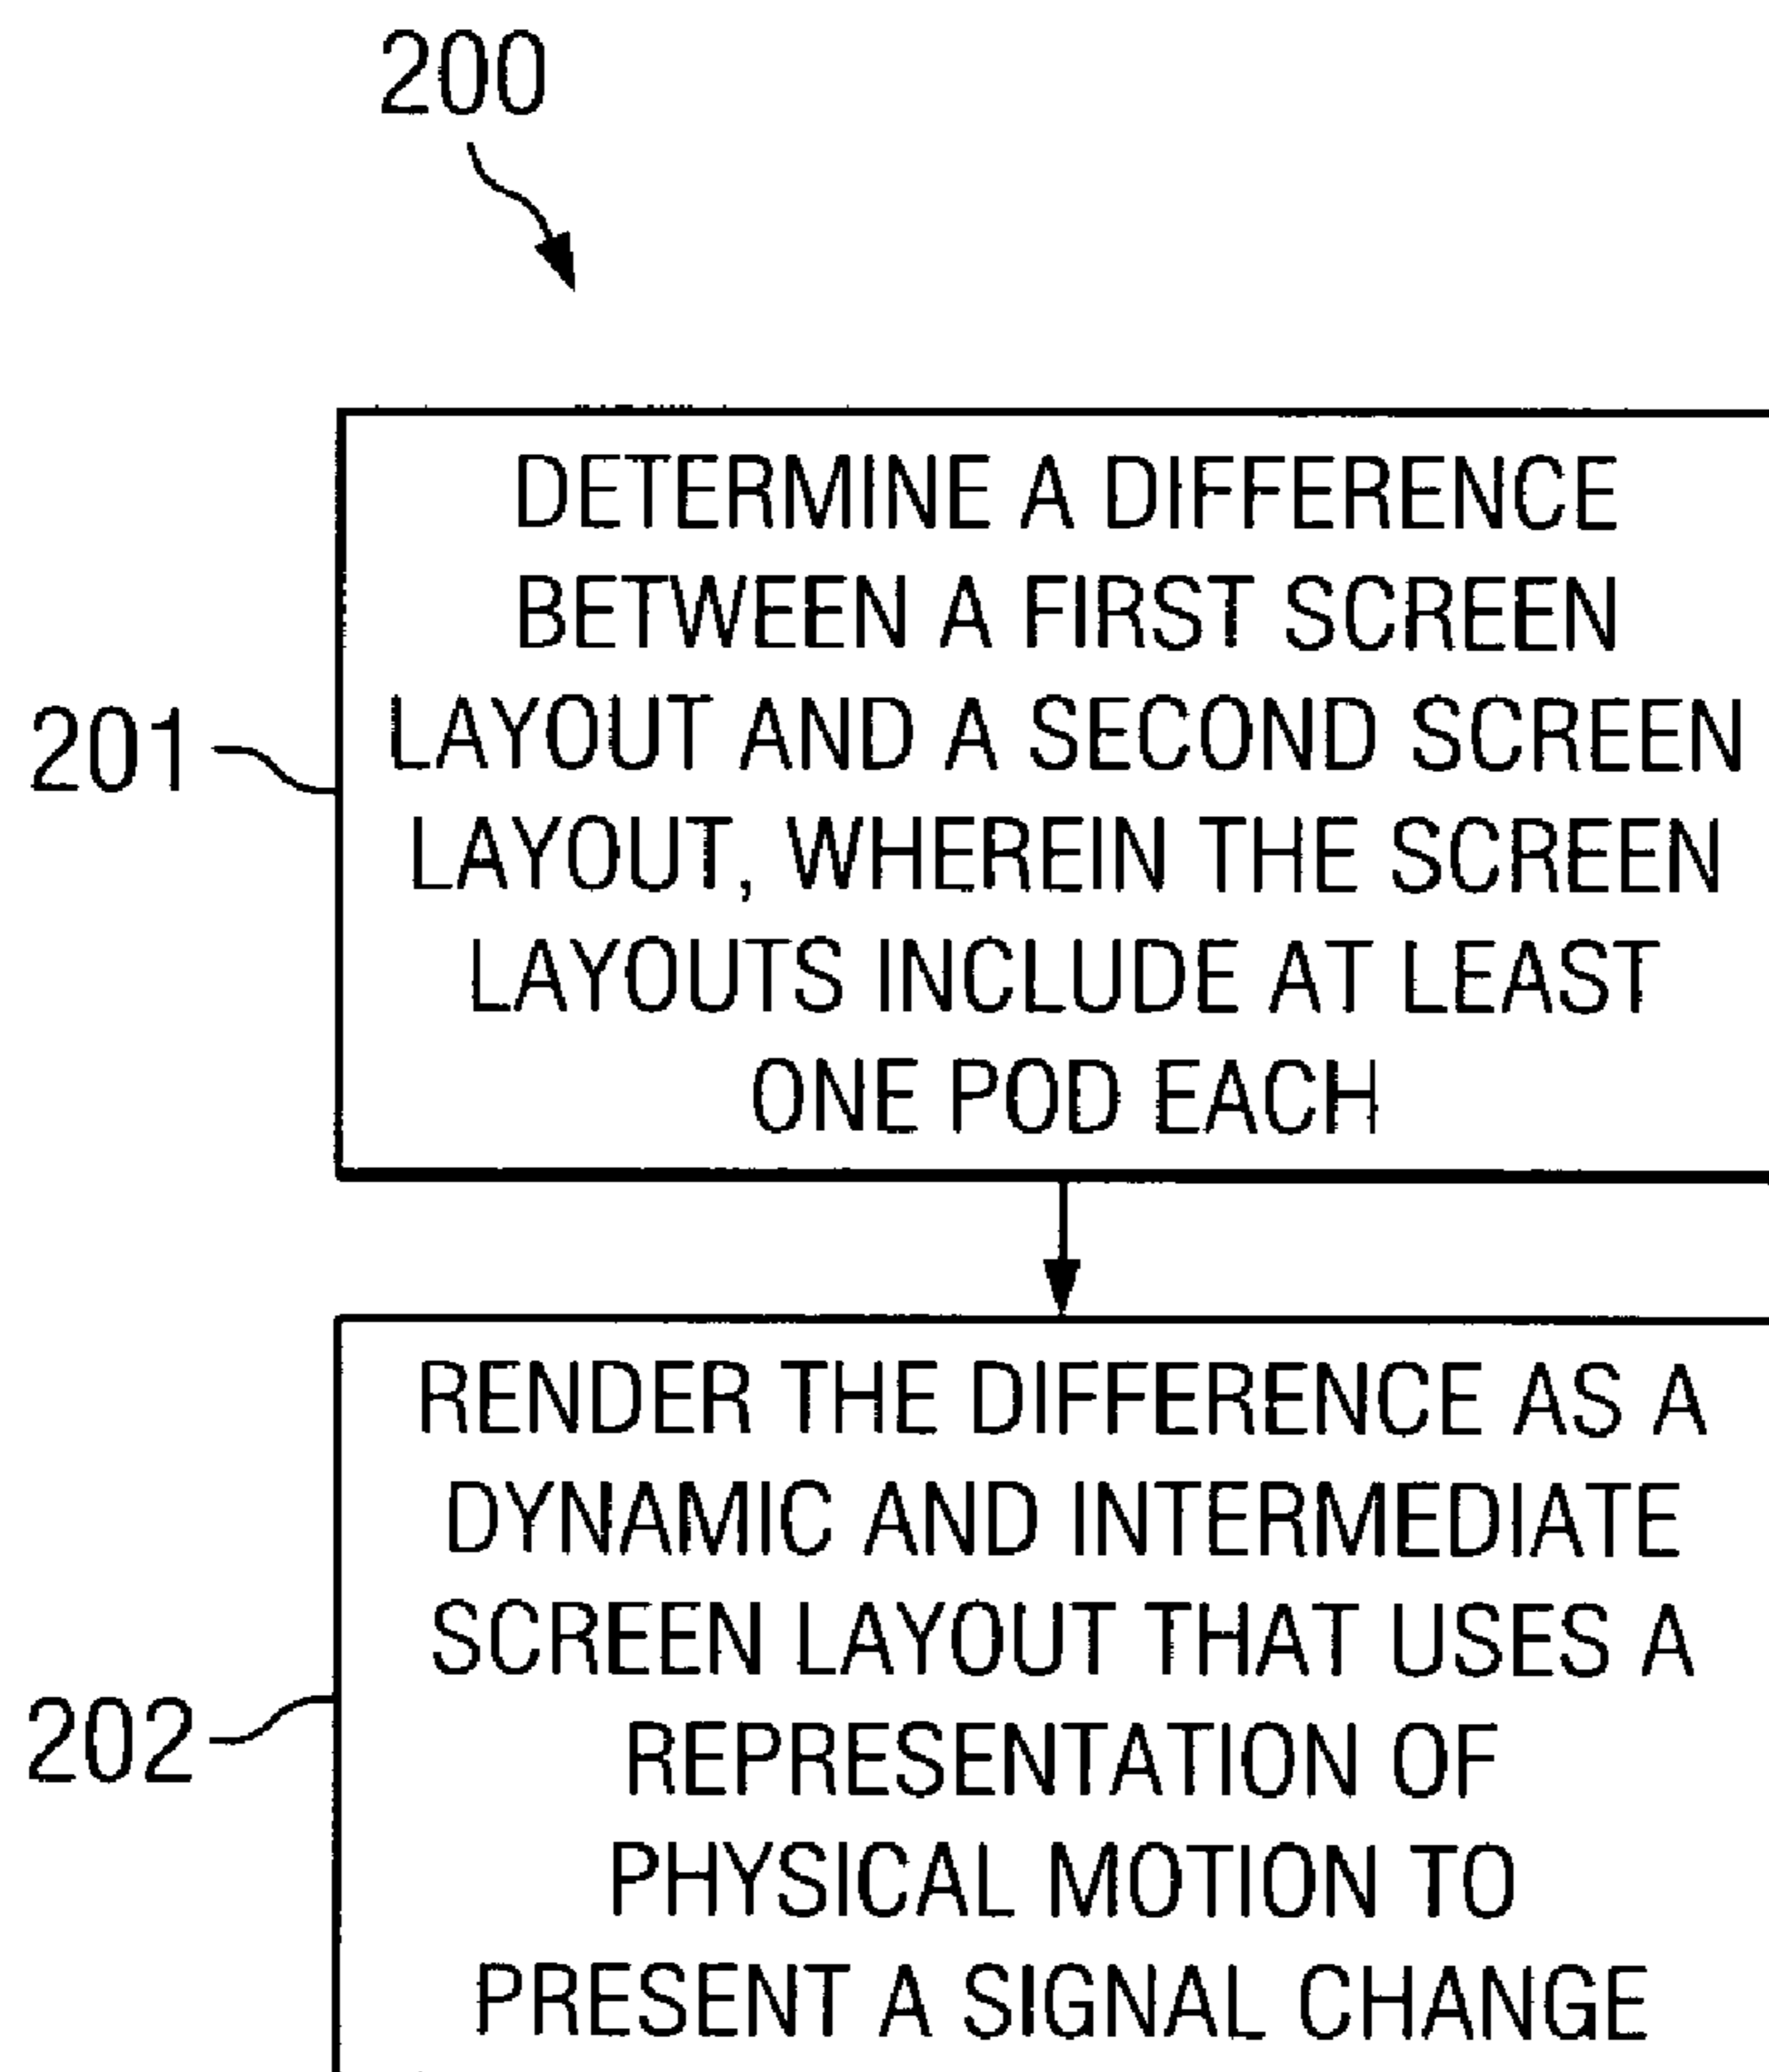 200
201
DETERMINE A DIFFERENCE
BETWEEN A FIRST SCREEN
LAYOUT AND A SECOND SCREEN
LAYOUT, WHEREIN THE SCREEN
LAYOUTS INCLUDE AT LEAST
ONE POD EACH
202
RENDER THE DIFFERENCE AS A
DYNAMIC AND INTERMEDIATE
SCREEN LAYOUT THAT USES A
REPRESENTATION OF
PHYSICAL MOTION TO
PRESENT A SIGNAL CHANGE